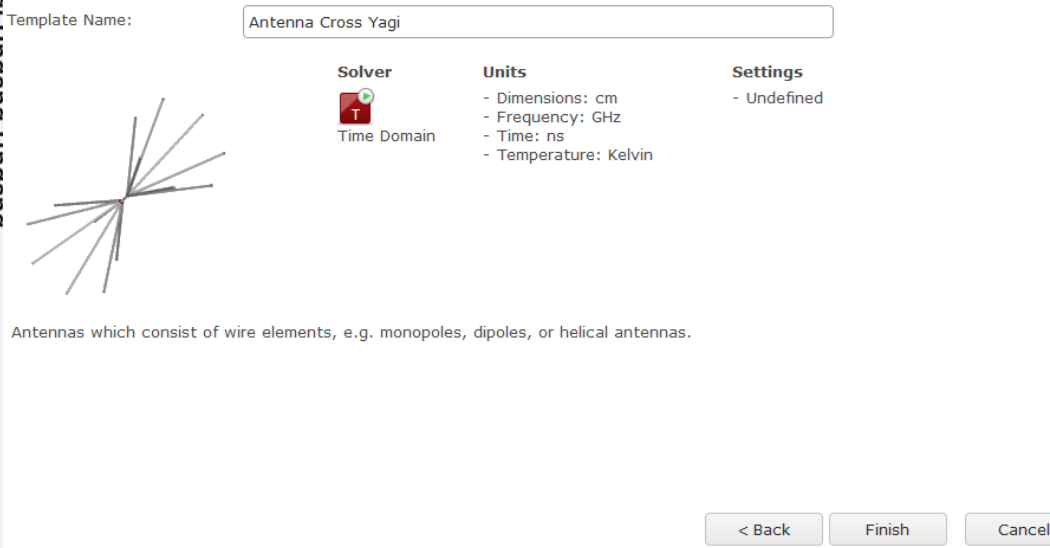 Template Name:
Antenna Cross Yagi
Solver
T
Time Domain
Units
- Dimensions: cm
- Frequency: GHz
- Time: ns
- Temperature: Kelvin
Settings
- Undefined
Antennas which consist of wire elements, e.g. monopoles, dipoles, or helical antennas.
< Back
Finish
Cancel